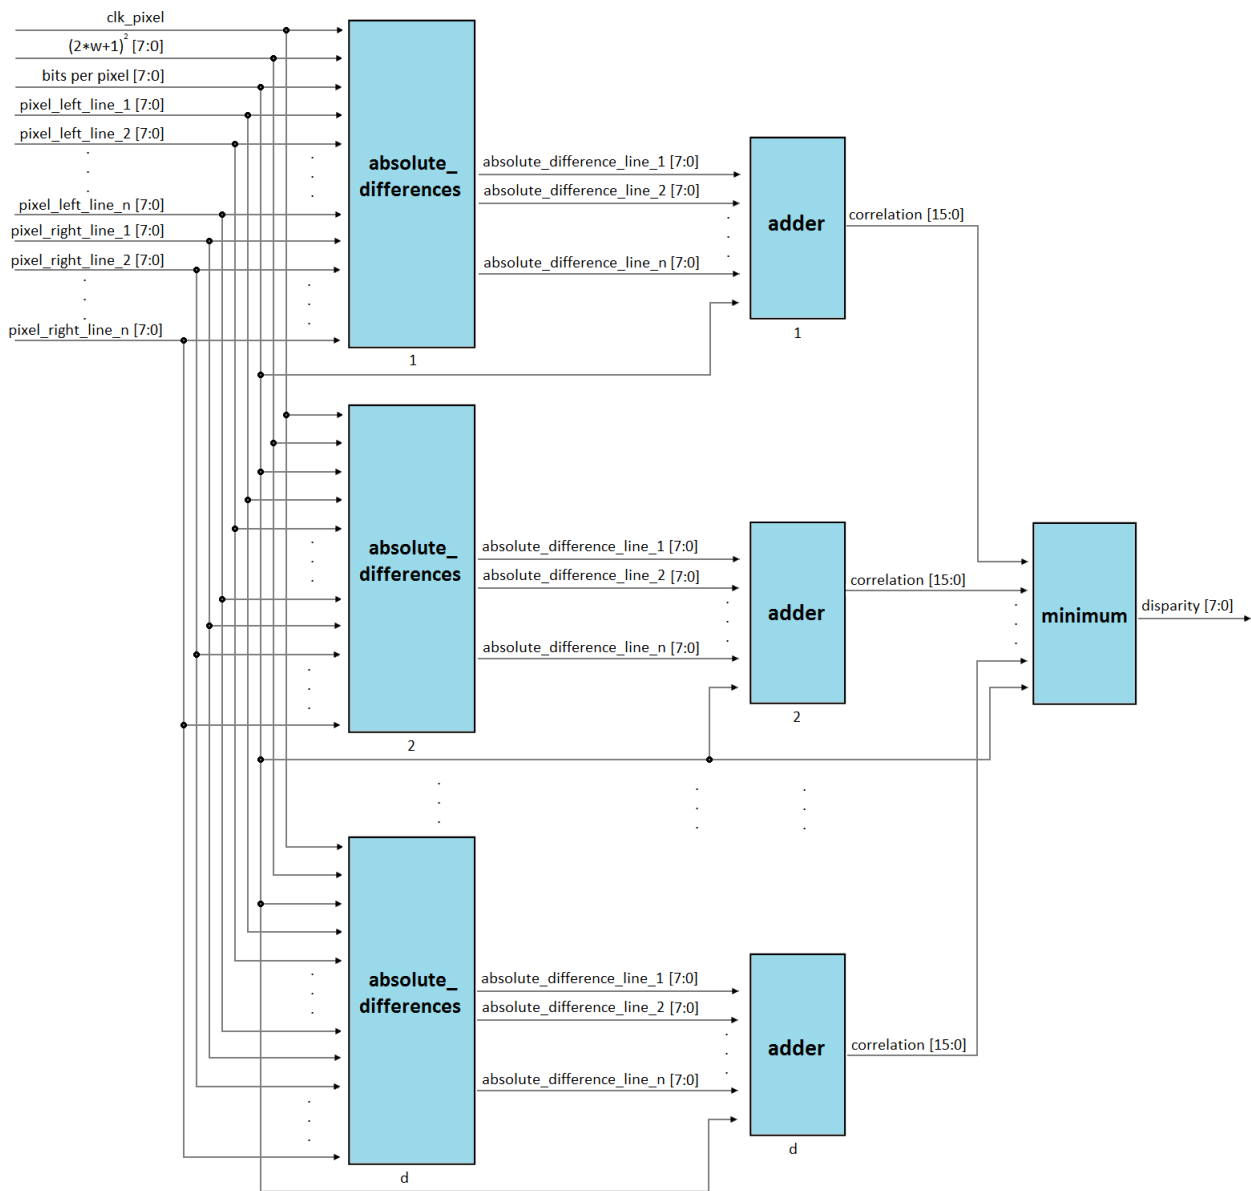 clk_pixel
(2*w+1)² [7:0]
bits per pixel [7:0]
pixel_left_line_1 [7:0]
pixel_left_line_2 [7:0]
pixel_left_line_n [7:0]
pixel_right_line_1 [7:0]
pixel_right_line_2 [7:0]
pixel_right_line_n [7:0]
absolute_
differences
1
absolute_difference_line_1 [7:0]
absolute_difference_line_2 [7:0]
absolute_difference_line_n [7:0]
adder
1
correlation [15:0]
absolute_
differences
2
absolute_difference_line_1 [7:0]
absolute_difference_line_2 [7:0]
absolute_difference_line_n [7:0]
adder
2
correlation [15:0]
minimum
disparity [7:0]
absolute_
differences
d
absolute_difference_line_1 [7:0]
absolute_difference_line_2 [7:0]
absolute_difference_line_n [7:0]
adder
d
correlation [15:0]